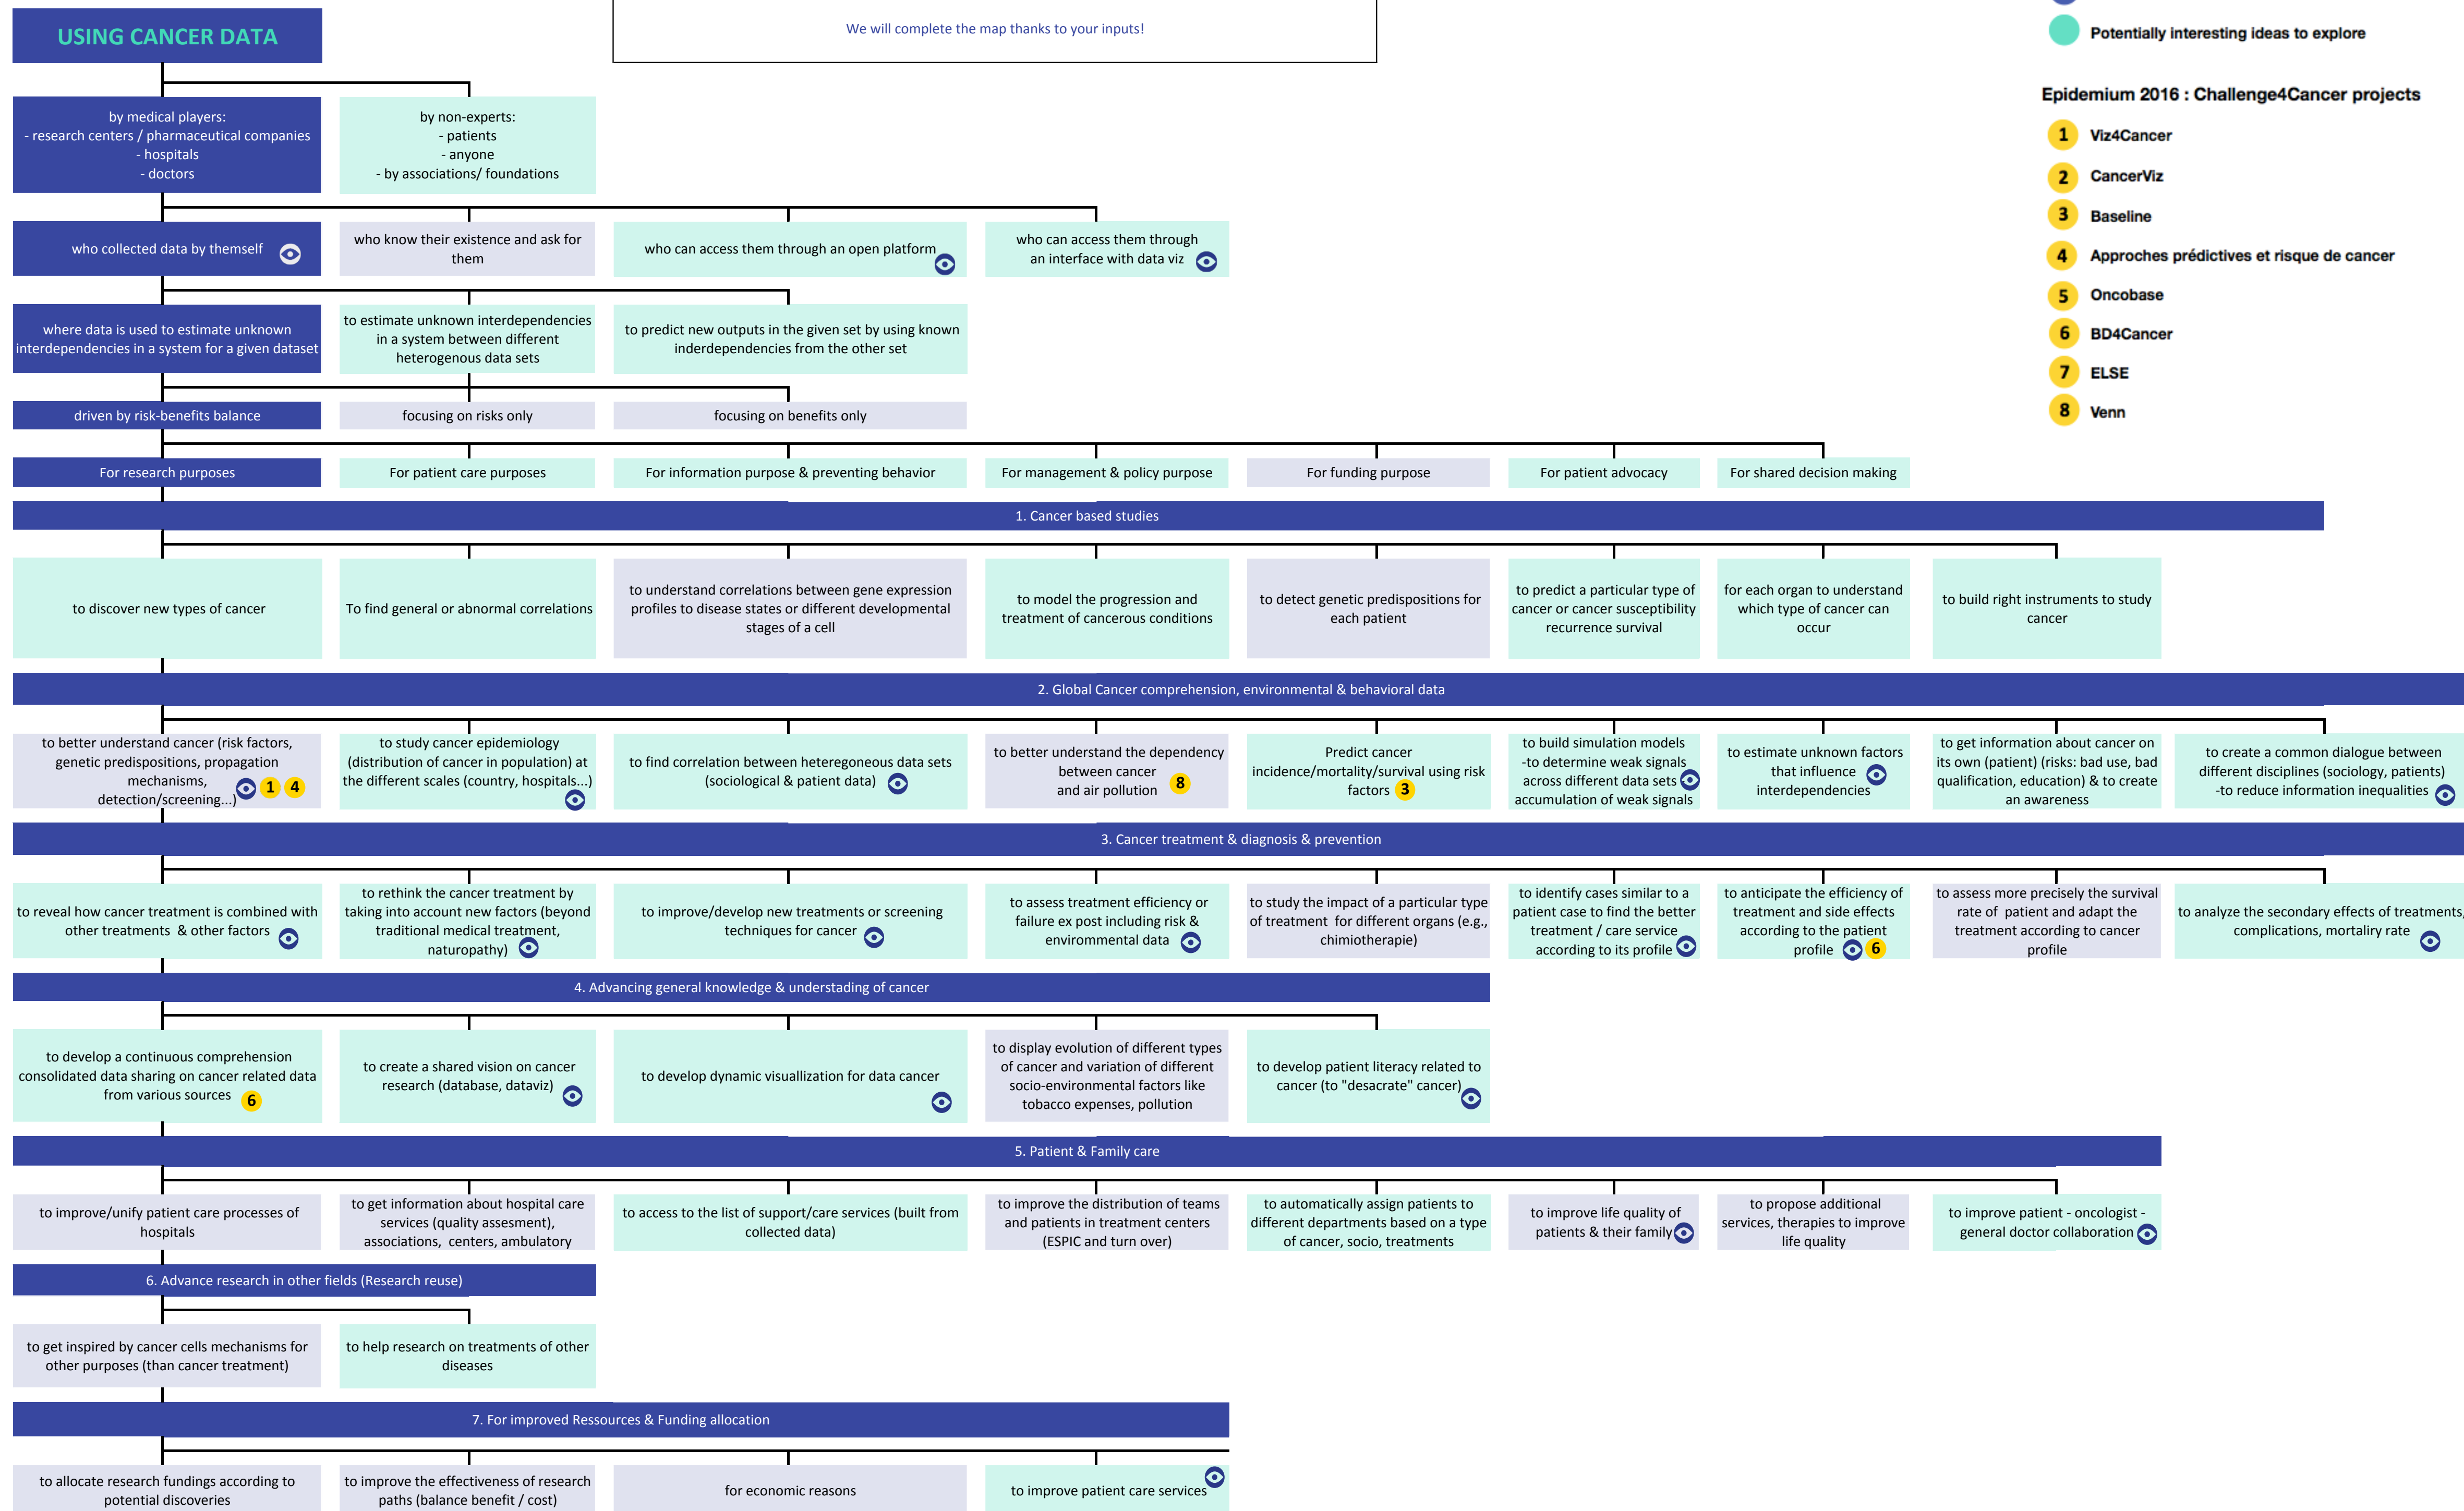 USING CANCER DATA
We will complete the map thanks to your inputs!
Potentially interesting ideas to explore
Epidemium 2016 : Challenge4Cancer projects
1 Viz4Cancer
2 CancerViz
3 Baseline
4 Approches prédictives et risque de cancer
5 Oncobase
6 BD4Cancer
7 ELSE
8 Venn
by medical players:
- research centers / pharmaceutical companies
- hospitals
- doctors
by non-experts:
- patients
- anyone
- by associations/ foundations
who collected data by themself
who know their existence and ask for
them
who can access them through an open platform
who can access them through
an interface with data viz
where data is used to estimate unknown
interdependencies in a system for a given dataset
to estimate unknown interdependencies
in a system between different
heterogenous data sets
to predict new outputs in the given set by using known
inderdependencies from the other set
driven by risk-benefits balance
focusing on risks only
focusing on benefits only
For research purposes
For patient care purposes
For information purpose & preventing behavior
For management & policy purpose
For funding purpose
For patient advocacy
For shared decision making
1. Cancer based studies
to discover new types of cancer
To find general or abnormal correlations
to understand correlations between gene expression
profiles to disease states or different developmental
stages of a cell
to model the progression and
treatment of cancerous conditions
to detect genetic predispositions for
each patient
to predict a particular type of
cancer or cancer susceptibility
recurrence survival
for each organ to understand
which type of cancer can
occur
to build right instruments to study
cancer
2. Global Cancer comprehension, environmental & behavioral data
to better understand cancer (risk factors,
genetic predispositions, propagation
mechanisms,
detection/screening...) 1 4
to study cancer epidemiology
(distribution of cancer in population) at
the different scales (country, hospitals...)
to find correlation between heteregoneous data sets
(sociological & patient data)
to better understand the dependency
between cancer
and air pollution 8
Predict cancer
incidence/mortality/survival using risk
factors 3
to build simulation models
-to determine weak signals
across different data sets
accumulation of weak signals
to estimate unknown factors
that influence
interdependencies
to get information about cancer on
its own (patient) (risks: bad use, bad
qualification, education) & to create
an awareness
to create a common dialogue between
different disciplines (sociology, patients)
-to reduce information inequalities
3. Cancer treatment & diagnosis & prevention
to reveal how cancer treatment is combined with
other treatments & other factors
to rethink the cancer treatment by
taking into account new factors (beyond
traditional medical treatment,
naturopathy)
to improve/develop new treatments or screening
techniques for cancer
to assess treatment efficiency or
failure ex post including risk &
envirommental data
to study the impact of a particular type
of treatment for different organs (e.g.,
chimiotherapie)
to identify cases similar to a
patient case to find the better
treatment / care service
according to its profile
to anticipate the efficiency of
treatment and side effects
according to the patient
profile 6
to assess more precisely the survival
rate of patient and adapt the
treatment according to cancer
profile
to analyze the secondary effects of treatments,
complications, mortaliry rate
4. Advancing general knowledge & understading of cancer
to develop a continuous comprehension
consolidated data sharing on cancer related data
from various sources 6
to create a shared vision on cancer
research (database, dataviz)
to develop dynamic visuallization for data cancer
to display evolution of different types
of cancer and variation of different
socio-environmental factors like
tobacco expenses, pollution
to develop patient literacy related to
cancer (to "desacrate" cancer)
5. Patient & Family care
to improve/unify patient care processes of
hospitals
to get information about hospital care
services (quality assesment),
associations, centers, ambulatory
to access to the list of support/care services (built from
collected data)
to improve the distribution of teams
and patients in treatment centers
(ESPIC and turn over)
to automatically assign patients to
different departments based on a type
of cancer, socio, treatments
to improve life quality of
patients & their family
to propose additional
services, therapies to improve
life quality
to improve patient - oncologist -
general doctor collaboration
6. Advance research in other fields (Research reuse)
to get inspired by cancer cells mechanisms for
other purposes (than cancer treatment)
to help research on treatments of other
diseases
7. For improved Ressources & Funding allocation
to allocate research fundings according to
potential discoveries
to improve the effectiveness of research
paths (balance benefit / cost)
for economic reasons
to improve patient care services